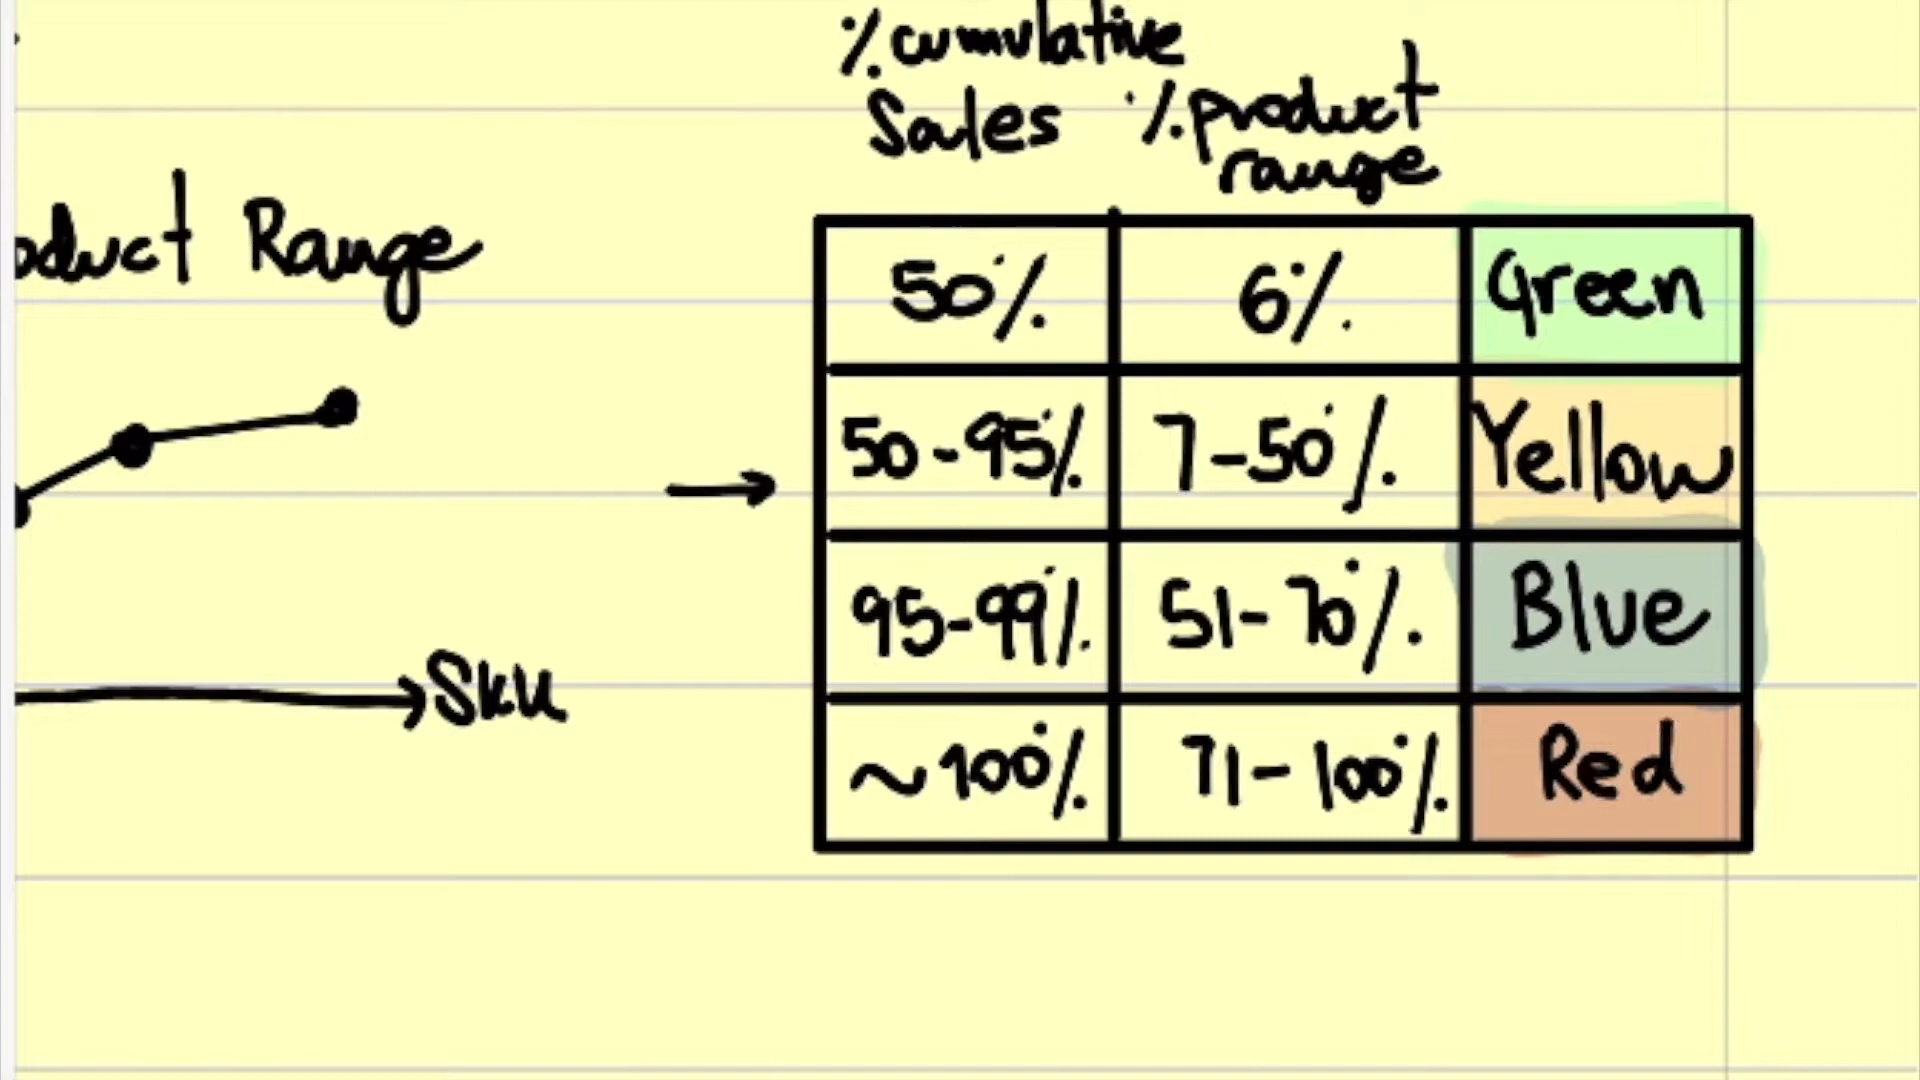 % cumulative
Sales % product
range
oduct Range
50% 6% Green
50-95% 7-50% Yellow
95-99% 51-70% Blue
~100% 71-100% Red
SKU